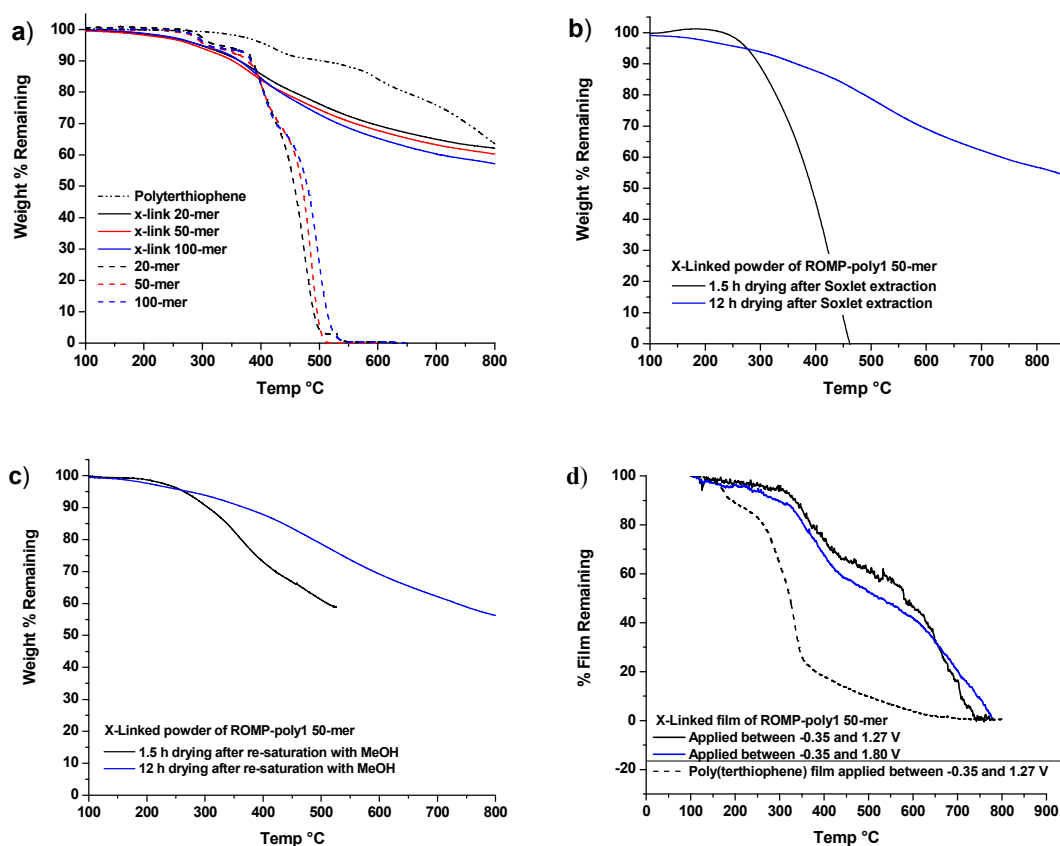 a)
100
90
80
70
60
50
40
30
20
10
0
Weight % Remaining
Polyterthiophene
x-link 20-mer
x-link 50-mer
x-link 100-mer
20-mer
50-mer
100-mer
100 200 300 400 500 600 700 800
Temp °C
b)
100
90
80
70
60
50
40
30
20
10
0
Weight % Remaining
X-Linked powder of ROMP-poly1 50-mer
1.5 h drying after Soxlet extraction
12 h drying after Soxlet extraction
100 200 300 400 500 600 700 800
Temp °C
c)
100
90
80
70
60
50
90
90
90
90
90
Weight % Remaining
X-Linked powder of ROMP-poly1 50-mer
1.5 h drying after re-saturation with MeOH
12 h drying after re-saturation with MeOH
100 200 300 400 500 600 700 800
Temp °C
d)
100
80
60
40
20
0
-20
% Film Remaining
X-Linked film of ROMP-poly1 50-mer
Applied between -0.35 and 1.27 V
Applied between -0.35 and 1.80 V
Poly(terthiophene) film applied between -0.35 and 1.27 V
0 100 200 300 400 500 600 700 800 900
Temp °C